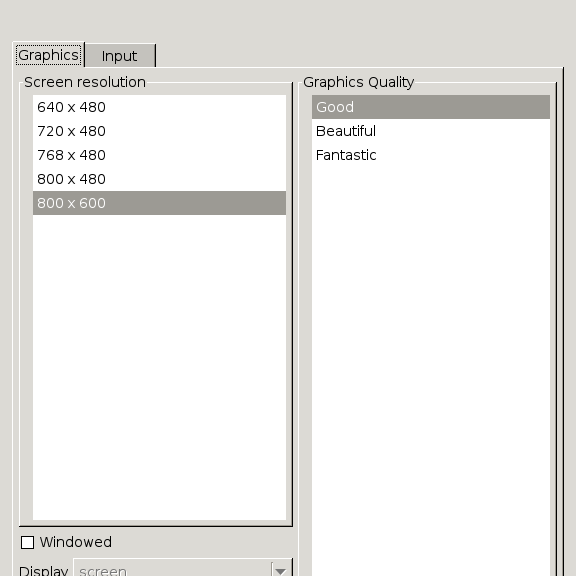 Graphics
Input
Screen resolution
640 x 480
720 x 480
768 x 480
800 x 480
800 x 600
Windowed
Display
screen
Graphics Quality
Good
Beautiful
Fantastic